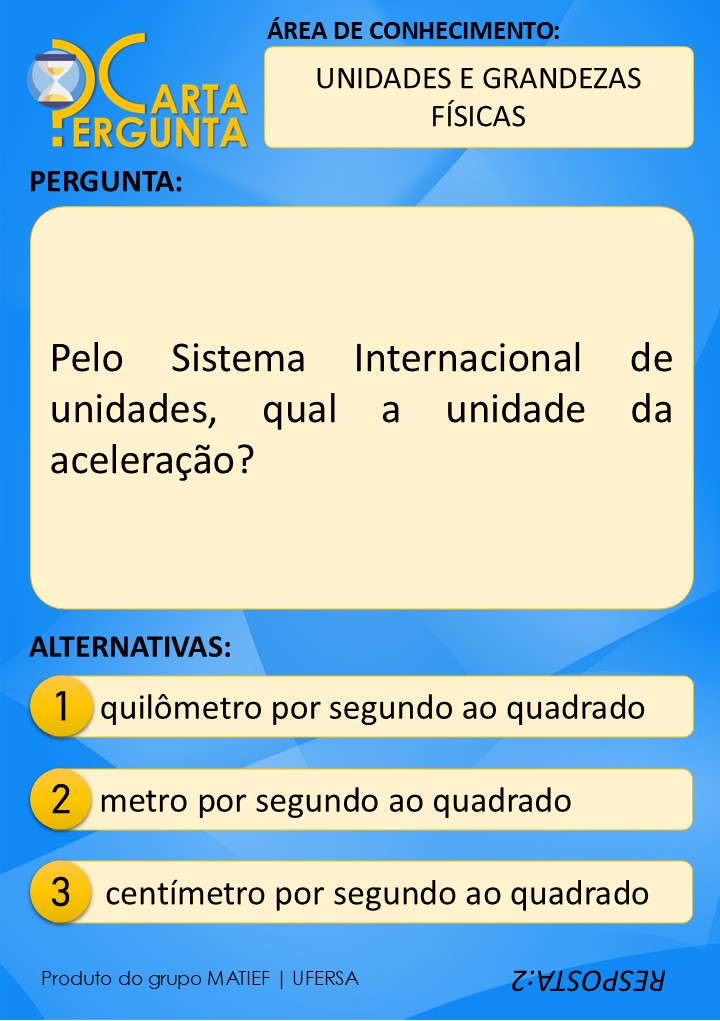 ÁREA DE CONHECIMENTO:
CARTA
PERGUNTA
UNIDADES E GRANDEZAS
FÍSICAS
PERGUNTA:
Pelo Sistema Internacional de
unidades, qual a unidade da
aceleração?
ALTERNATIVAS:
1 quilômetro por segundo ao quadrado
2 metro por segundo ao quadrado
3 centímetro por segundo ao quadrado
Produto do grupo MATIEF | UFERSA
RESPOSTA:2